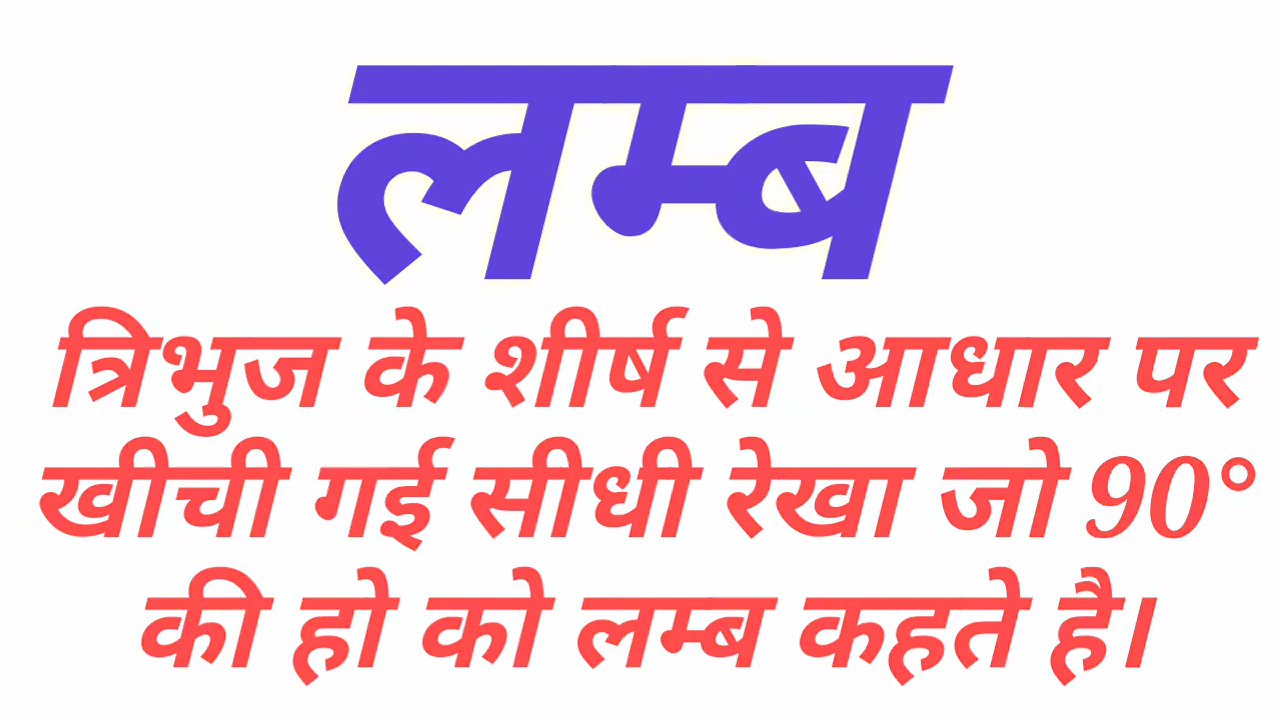 लम्ब
त्रिभुज के शीर्ष से आधार पर
खीची गई सीधी रेखा जो 90°
की हो को लम्ब कहते है।